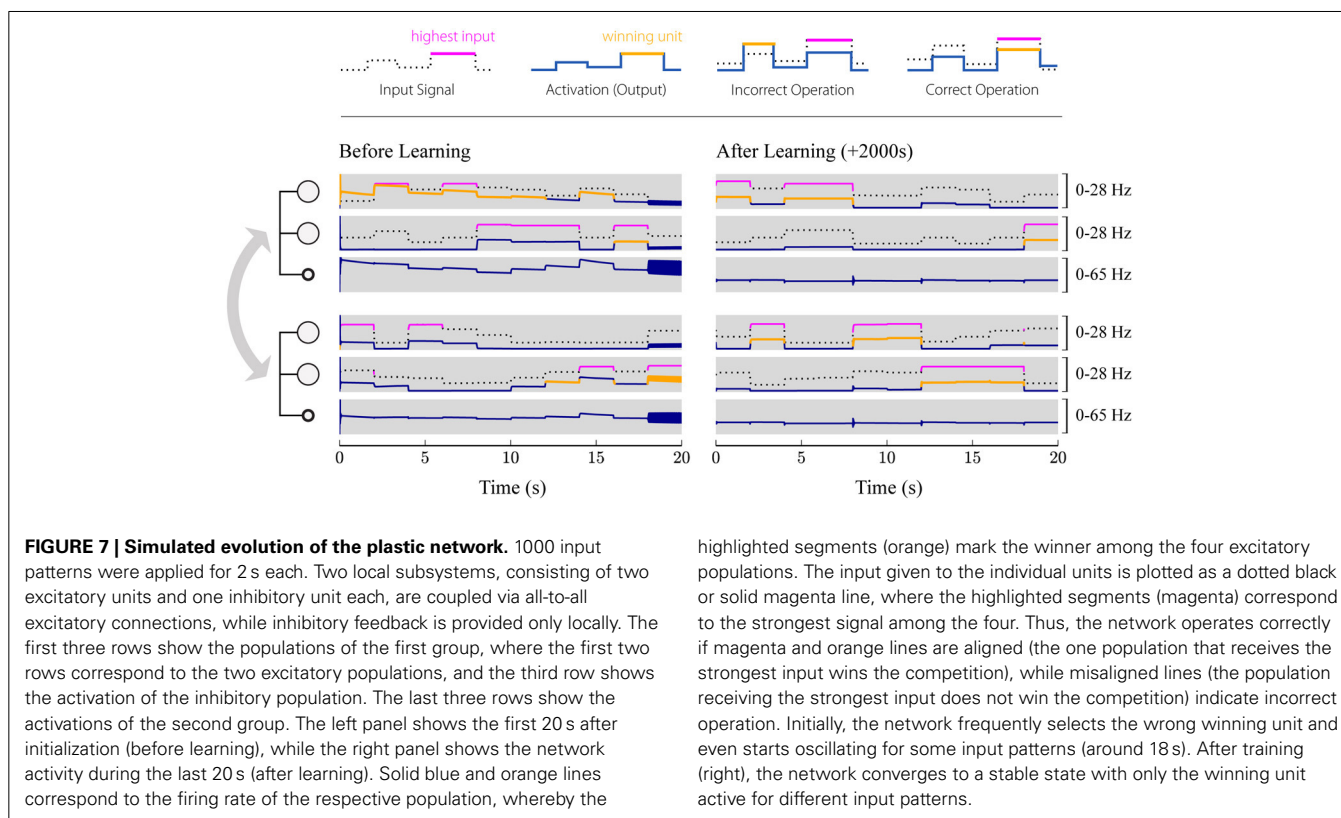 highest input
winning unit
Input Signal
Activation (Output)
Incorrect Operation
Correct Operation
Before Learning
After Learning (+2000s)
0-28 Hz
0-28 Hz
0-65 Hz
0-28 Hz
0-28 Hz
0-65 Hz
0 5 10 15 20
0 5 10 15 20
Time (s)
Time (s)
FIGURE 7 | Simulated evolution of the plastic network. 1000 input
patterns were applied for 2 s each. Two local subsystems, consisting of two
excitatory units and one inhibitory unit each, are coupled via all-to-all
excitatory connections, while inhibitory feedback is provided only locally. The
first three rows show the populations of the first group, where the first two
rows correspond to the two excitatory populations, and the third row shows
the activation of the inhibitory population. The last three rows show the
activations of the second group. The left panel shows the first 20 s after
initialization (before learning), while the right panel shows the network
activity during the last 20 s (after learning). Solid blue and orange lines
correspond to the firing rate of the respective population, whereby the
highlighted segments (orange) mark the winner among the four excitatory
populations. The input given to the individual units is plotted as a dotted black
or solid magenta line, where the highlighted segments (magenta) correspond
to the strongest signal among the four. Thus, the network operates correctly
if magenta and orange lines are aligned (the one population that receives the
strongest input wins the competition), while misaligned lines (the population
receiving the strongest input does not win the competition) indicate incorrect
operation. Initially, the network frequently selects the wrong winning unit and
even starts oscillating for some input patterns (around 18 s). After training
(right), the network converges to a stable state with only the winning unit
active for different input patterns.